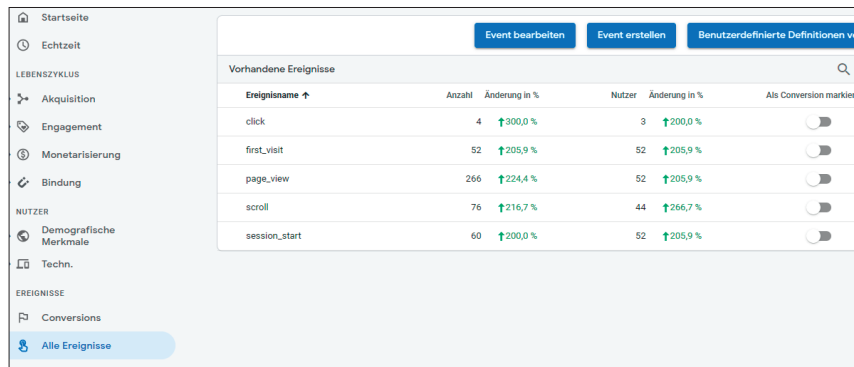 Startseite
Echtzeit
LEBENSZYKLUS
Akquisition
Engagement
Monetarisierung
Bindung
NUTZER
Demografische
Merkmale
Techn.
EREIGNISSE
Conversions
Alle Ereignisse
Event bearbeiten Event erstellen Benutzerdefinierte Definitionen
Vorhandene Ereignisse
Ereignisname ↑ Anzahl Änderung in % Nutzer Änderung in % Als Conversion markier
click 4 ↑300,0 % 3 ↑200,0 %
first_visit 52 ↑205,9 % 52 ↑205,9 %
page_view 266 ↑224,4 % 52 ↑205,9 %
scroll 76 ↑216,7 % 44 ↑266,7 %
session_start 60 ↑200,0 % 52 ↑205,9 %